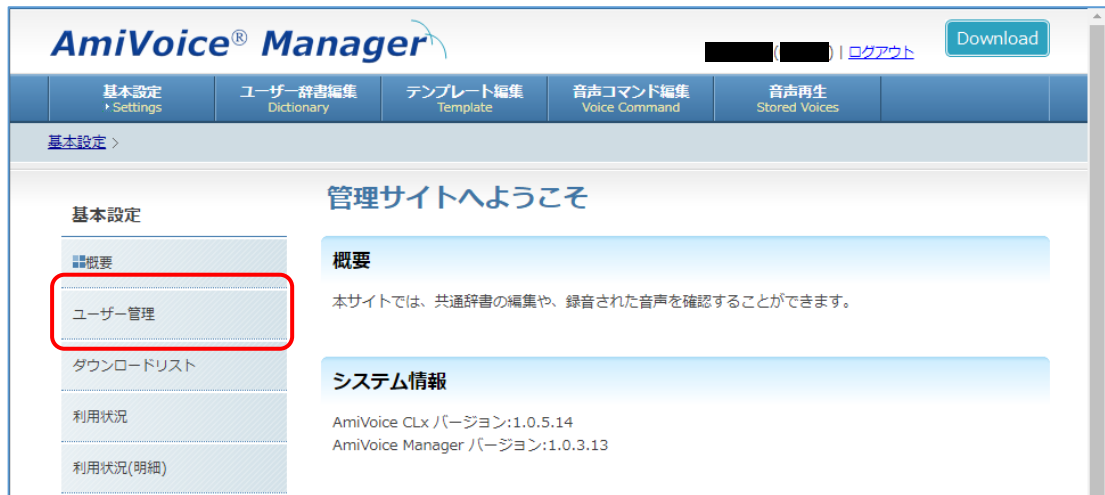 AmiVoice® Manager
( ) | ログアウト
Download
基本設定
Settings
ユーザー辞書編集
Dictionary
テンプレート編集
Template
音声コマンド編集
Voice Command
音声再生
Stored Voices
基本設定 >
基本設定
概要
ユーザー管理
ダウンロードリスト
利用状況
利用状況(明細)
管理サイトへようこそ
概要
本サイトでは、共通辞書の編集や、録音された音声を確認することができます。
システム情報
AmiVoice CLx バージョン:1.0.5.14
AmiVoice Manager バージョン:1.0.3.13